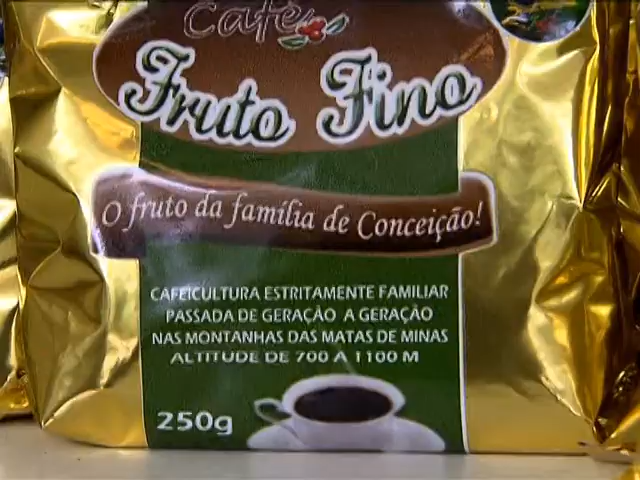 Café
Fruto Fino
O fruto da família de Conceição!
CAFEICULTURA ESTRITAMENTE FAMILIAR
PASSADA DE GERAÇÃO A GERAÇÃO
NAS MONTANHAS DAS MATAS DE MINAS
ALTITUDE DE 700 A 1100 M
250g